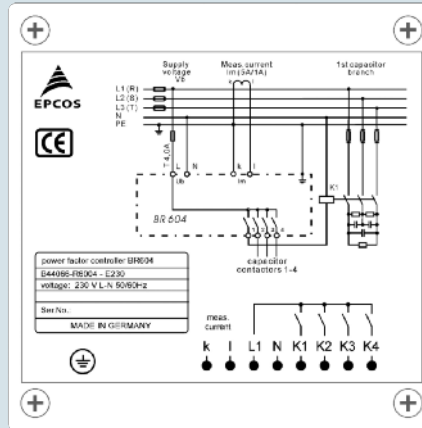 EPCOS
CE
Supply voltage
Meas. current
Im (5A/1A)
k l
1st capacitor branch
L1 (R)
L2 (S)
L3 (T)
N
PE
T 4,0A
L N k l
Ub Im
K1
BR 604
1 2 3 4
capacitor
contactors 1-4
power factor controller BR604
B44066-R6004 - E230
voltage: 230 V L-N 50/60Hz
Ser.No.
MADE IN GERMANY
meas.
current
k l L1 N K1 K2 K3 K4